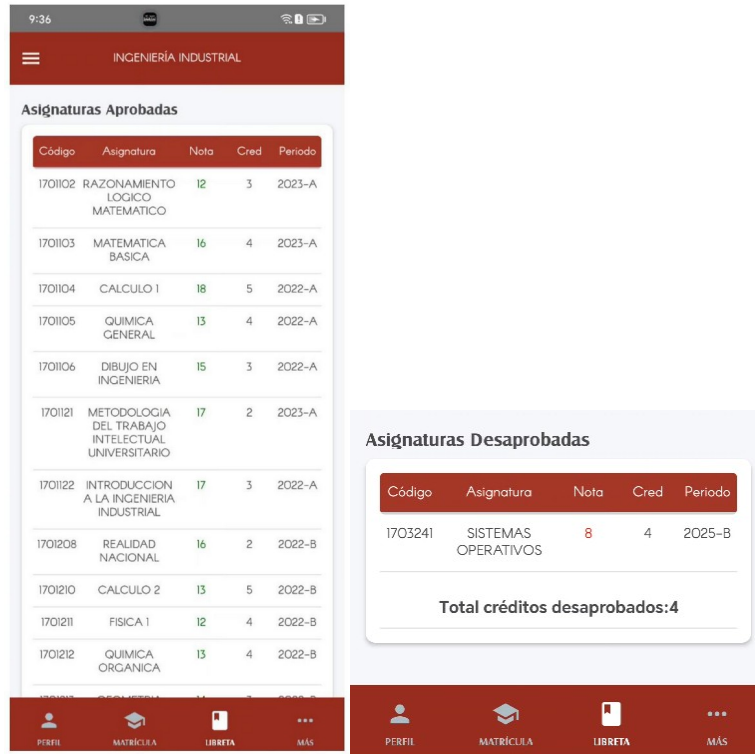 9:36
INGENIERÍA INDUSTRIAL
Asignaturas Aprobadas
Código Asignatura Nota Cred Periodo
1701102 RAZONAMIENTO 12 3 2023-A
LOGICO
MATEMATICO
1701103 MATEMATICA 16 4 2023-A
BASICA
1701104 CALCULO 1 18 5 2022-A
1701105 QUIMICA 13 4 2022-A
GENERAL
1701106 DIBUJO EN 15 3 2022-A
INGENIERIA
1701121 METODOLOGIA 17 2 2023-A
DEL TRABAJO
INTELECTUAL
UNIVERSITARIO
1701122 INTRODUCCION 17 3 2022-A
A LA INGENIERIA
INDUSTRIAL
1701208 REALIDAD 16 2 2022-B
NACIONAL
1701210 CALCULO 2 13 5 2022-B
1701211 FISICA 1 12 4 2022-B
1701212 QUIMICA 13 4 2022-B
ORGANICA
PERFIL MATRÍCULA LIBRETA MÁS
Asignaturas Desaprobadas
Código Asignatura Nota Cred Periodo
1703241 SISTEMAS 8 4 2025-B
OPERATIVOS
Total créditos desaprobados:4
PERFIL MATRÍCULA LIBRETA MÁS